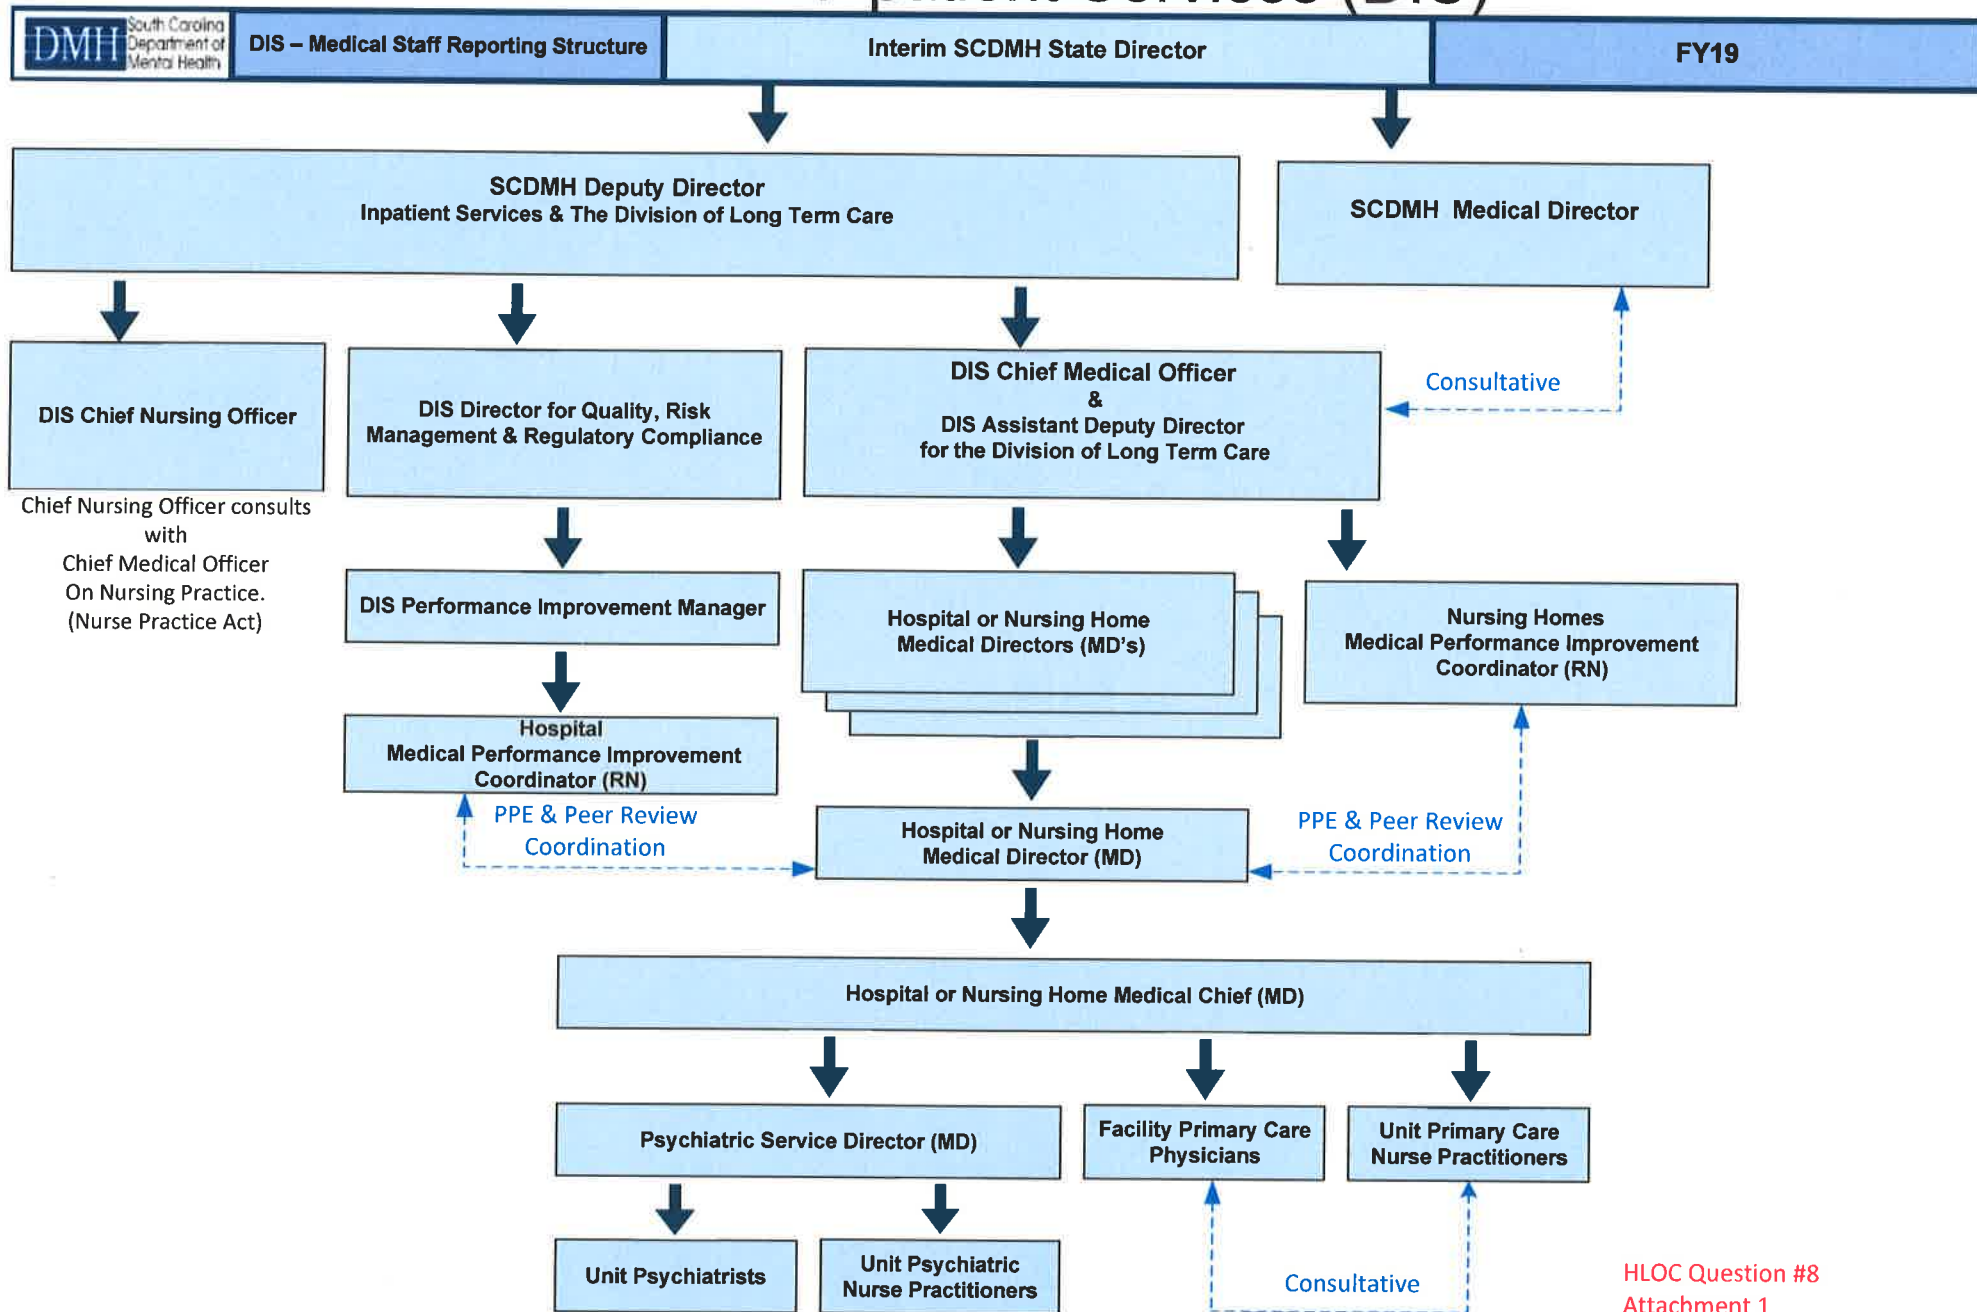 Services (DIS)
DMH
South Carolina
Department of
Mental Health
DIS – Medical Staff Reporting Structure
Interim SCDMH State Director
FY19
SCDMH Deputy Director
Inpatient Services & The Division of Long Term Care
SCDMH Medical Director
DIS Chief Nursing Officer
DIS Director for Quality, Risk
Management & Regulatory Compliance
DIS Chief Medical Officer
&
DIS Assistant Deputy Director
for the Division of Long Term Care
Consultative
Chief Nursing Officer consults
with
Chief Medical Officer
On Nursing Practice.
(Nurse Practice Act)
DIS Performance Improvement Manager
Hospital or Nursing Home
Medical Directors (MD's)
Nursing Homes
Medical Performance Improvement
Coordinator (RN)
Hospital
Medical Performance Improvement
Coordinator (RN)
PPE & Peer Review
Coordination
Hospital or Nursing Home
Medical Director (MD)
PPE & Peer Review
Coordination
Hospital or Nursing Home Medical Chief (MD)
Psychiatric Service Director (MD)
Facility Primary Care
Physicians
Unit Primary Care
Nurse Practitioners
Unit Psychiatrists
Unit Psychiatric
Nurse Practitioners
Consultative
HLOC Question #8
Attachment 1